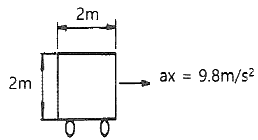 2m
2m
ax = 9.8m/s²